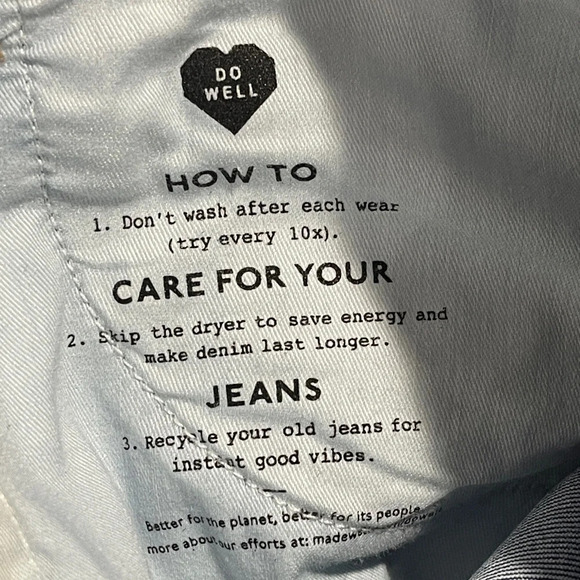 DO
WELL
HOW TO
1. Don't wash after each wear
(try every 10x).
CARE FOR YOUR
2. Skip the dryer to save energy and
make denim last longer.
JEANS
3. Recycle your old jeans for
instant good vibes.
Better for the planet, better for its people
more about our efforts at: